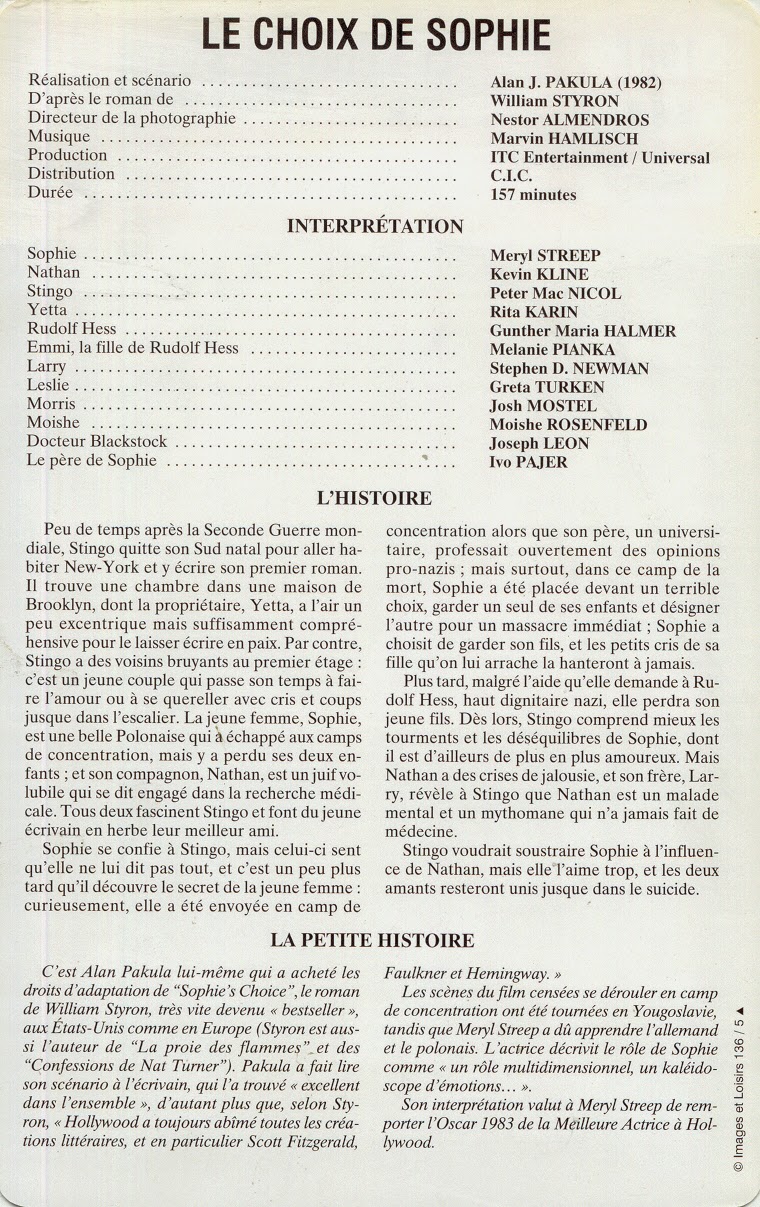 LE CHOIX DE SOPHIE
Réalisation et scénario ............................... Alan J. PAKULA (1982)
D'après le roman de ................................. William STYRON
Directeur de la photographie .......................... Nestor ALMENDROS
Musique ............................................ Marvin HAMLISCH
Production ......................................... ITC Entertainment / Universal
Distribution ........................................ C.I.C.
Durée ............................................. 157 minutes
INTERPRÉTATION
Sophie ............................................. Meryl STREEP
Nathan ............................................ Kevin KLINE
Stingo ............................................. Peter Mac NICOL
Yetta .............................................. Rita KARIN
Rudolf Hess ........................................ Gunther Maria HALMER
Emmi, la fille de Rudolf Hess ......................... Melanie PIANKA
Larry .............................................. Stephen D. NEWMAN
Leslie .............................................. Greta TURKEN
Morris ............................................. Josh MOSTEL
Moishe ............................................ Moishe ROSENFELD
Docteur Blackstock .................................. Joseph LEON
Le père de Sophie ................................... Ivo PAJER
L'HISTOIRE
Peu de temps après la Seconde Guerre mon-
diale, Stingo quitte son Sud natal pour aller ha-
biter New-York et y écrire son premier roman.
Il trouve une chambre dans une maison de
Brooklyn, dont la propriétaire, Yetta, a l'air un
peu excentrique mais suffisamment compré-
hensive pour le laisser écrire en paix. Par contre,
Stingo a des voisins bruyants au premier étage :
c'est un jeune couple qui passe son temps à fai-
re l'amour ou à se quereller avec cris et coups
jusque dans l'escalier. La jeune femme, Sophie,
est une belle Polonaise qui a échappé aux camps
de concentration, mais y a perdu ses deux en-
fants ; et son compagnon, Nathan, est un juif vo-
lubile qui se dit engagé dans la recherche médi-
cale. Tous deux fascinent Stingo et font du jeune
écrivain en herbe leur meilleur ami.
Sophie se confie à Stingo, mais celui-ci sent
qu'elle ne lui dit pas tout, et c'est un peu plus
tard qu'il découvre le secret de la jeune femme :
curieusement, elle a été envoyée en camp de
concentration alors que son père, un universi-
taire, professait ouvertement des opinions
pro-nazis ; mais surtout, dans ce camp de la
mort, Sophie a été placée devant un terrible
choix, garder un seul de ses enfants et désigner
l'autre pour un massacre immédiat ; Sophie a
choisit de garder son fils, et les petits cris de sa
fille qu'on lui arrache la hanteront à jamais.
Plus tard, malgré l'aide qu'elle demande à Ru-
dolf Hess, haut dignitaire nazi, elle perdra son
jeune fils. Dès lors, Stingo comprend mieux les
tourments et les déséquilibres de Sophie, dont
il est d'ailleurs de plus en plus amoureux. Mais
Nathan a des crises de jalousie, et son frère, Lar-
ry, révèle à Stingo que Nathan est un malade
mental et un mythomane qui n'a jamais fait de
médecine.
Stingo voudrait soustraire Sophie à l'influen-
ce de Nathan, mais elle l'aime trop, et les deux
amants resteront unis jusque dans le suicide.
LA PETITE HISTOIRE
C'est Alan Pakula lui-même qui a acheté les
droits d'adaptation de "Sophie's Choice", le roman
de William Styron, très vite devenu « bestseller »,
aux États-Unis comme en Europe (Styron est aus-
si l'auteur de "La proie des flammes" et des
"Confessions de Nat Turner"). Pakula a fait lire
son scénario à l'écrivain, qui l'a trouvé « excellent
dans l'ensemble », d'autant plus que, selon Sty-
ron, « Hollywood a toujours abîmé toutes les créa-
tions littéraires, et en particulier Scott Fitzgerald,
Faulkner et Hemingway. »
Les scènes du film censées se dérouler en camp
de concentration ont été tournées en Yougoslavie,
tandis que Meryl Streep a dû apprendre l'allemand
et le polonais. L'actrice décrivit le rôle de Sophie
comme « un rôle multidimensionnel, un kaléido-
scope d'émotions... ».
Son interprétation valut à Meryl Streep de rem-
porter l'Oscar 1983 de la Meilleure Actrice à Hol-
lywood.
© Images et Loisirs 136 / 5 ◄